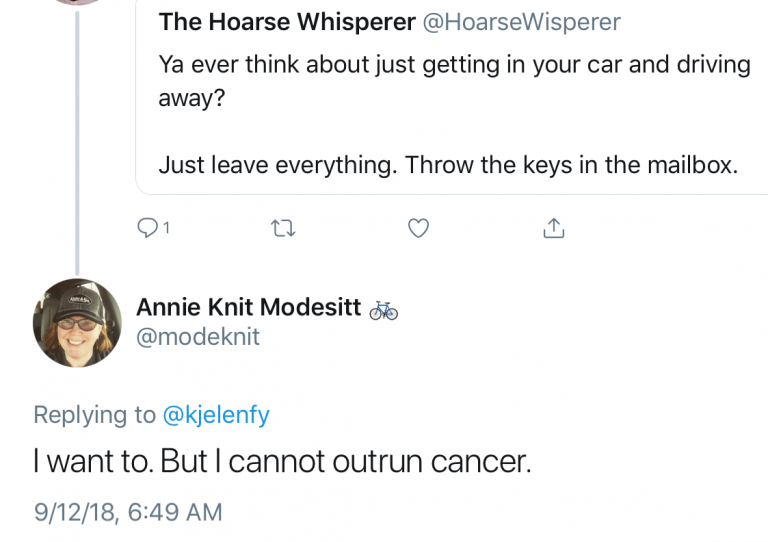 The Hoarse Whisperer @HoarseWisperer
Ya ever think about just getting in your car and driving
away?
Just leave everything. Throw the keys in the mailbox.
1
Annie Knit Modesitt 🚲
@modeknit
Replying to @kjelenfy
I want to. But I cannot outrun cancer.
9/12/18, 6:49 AM